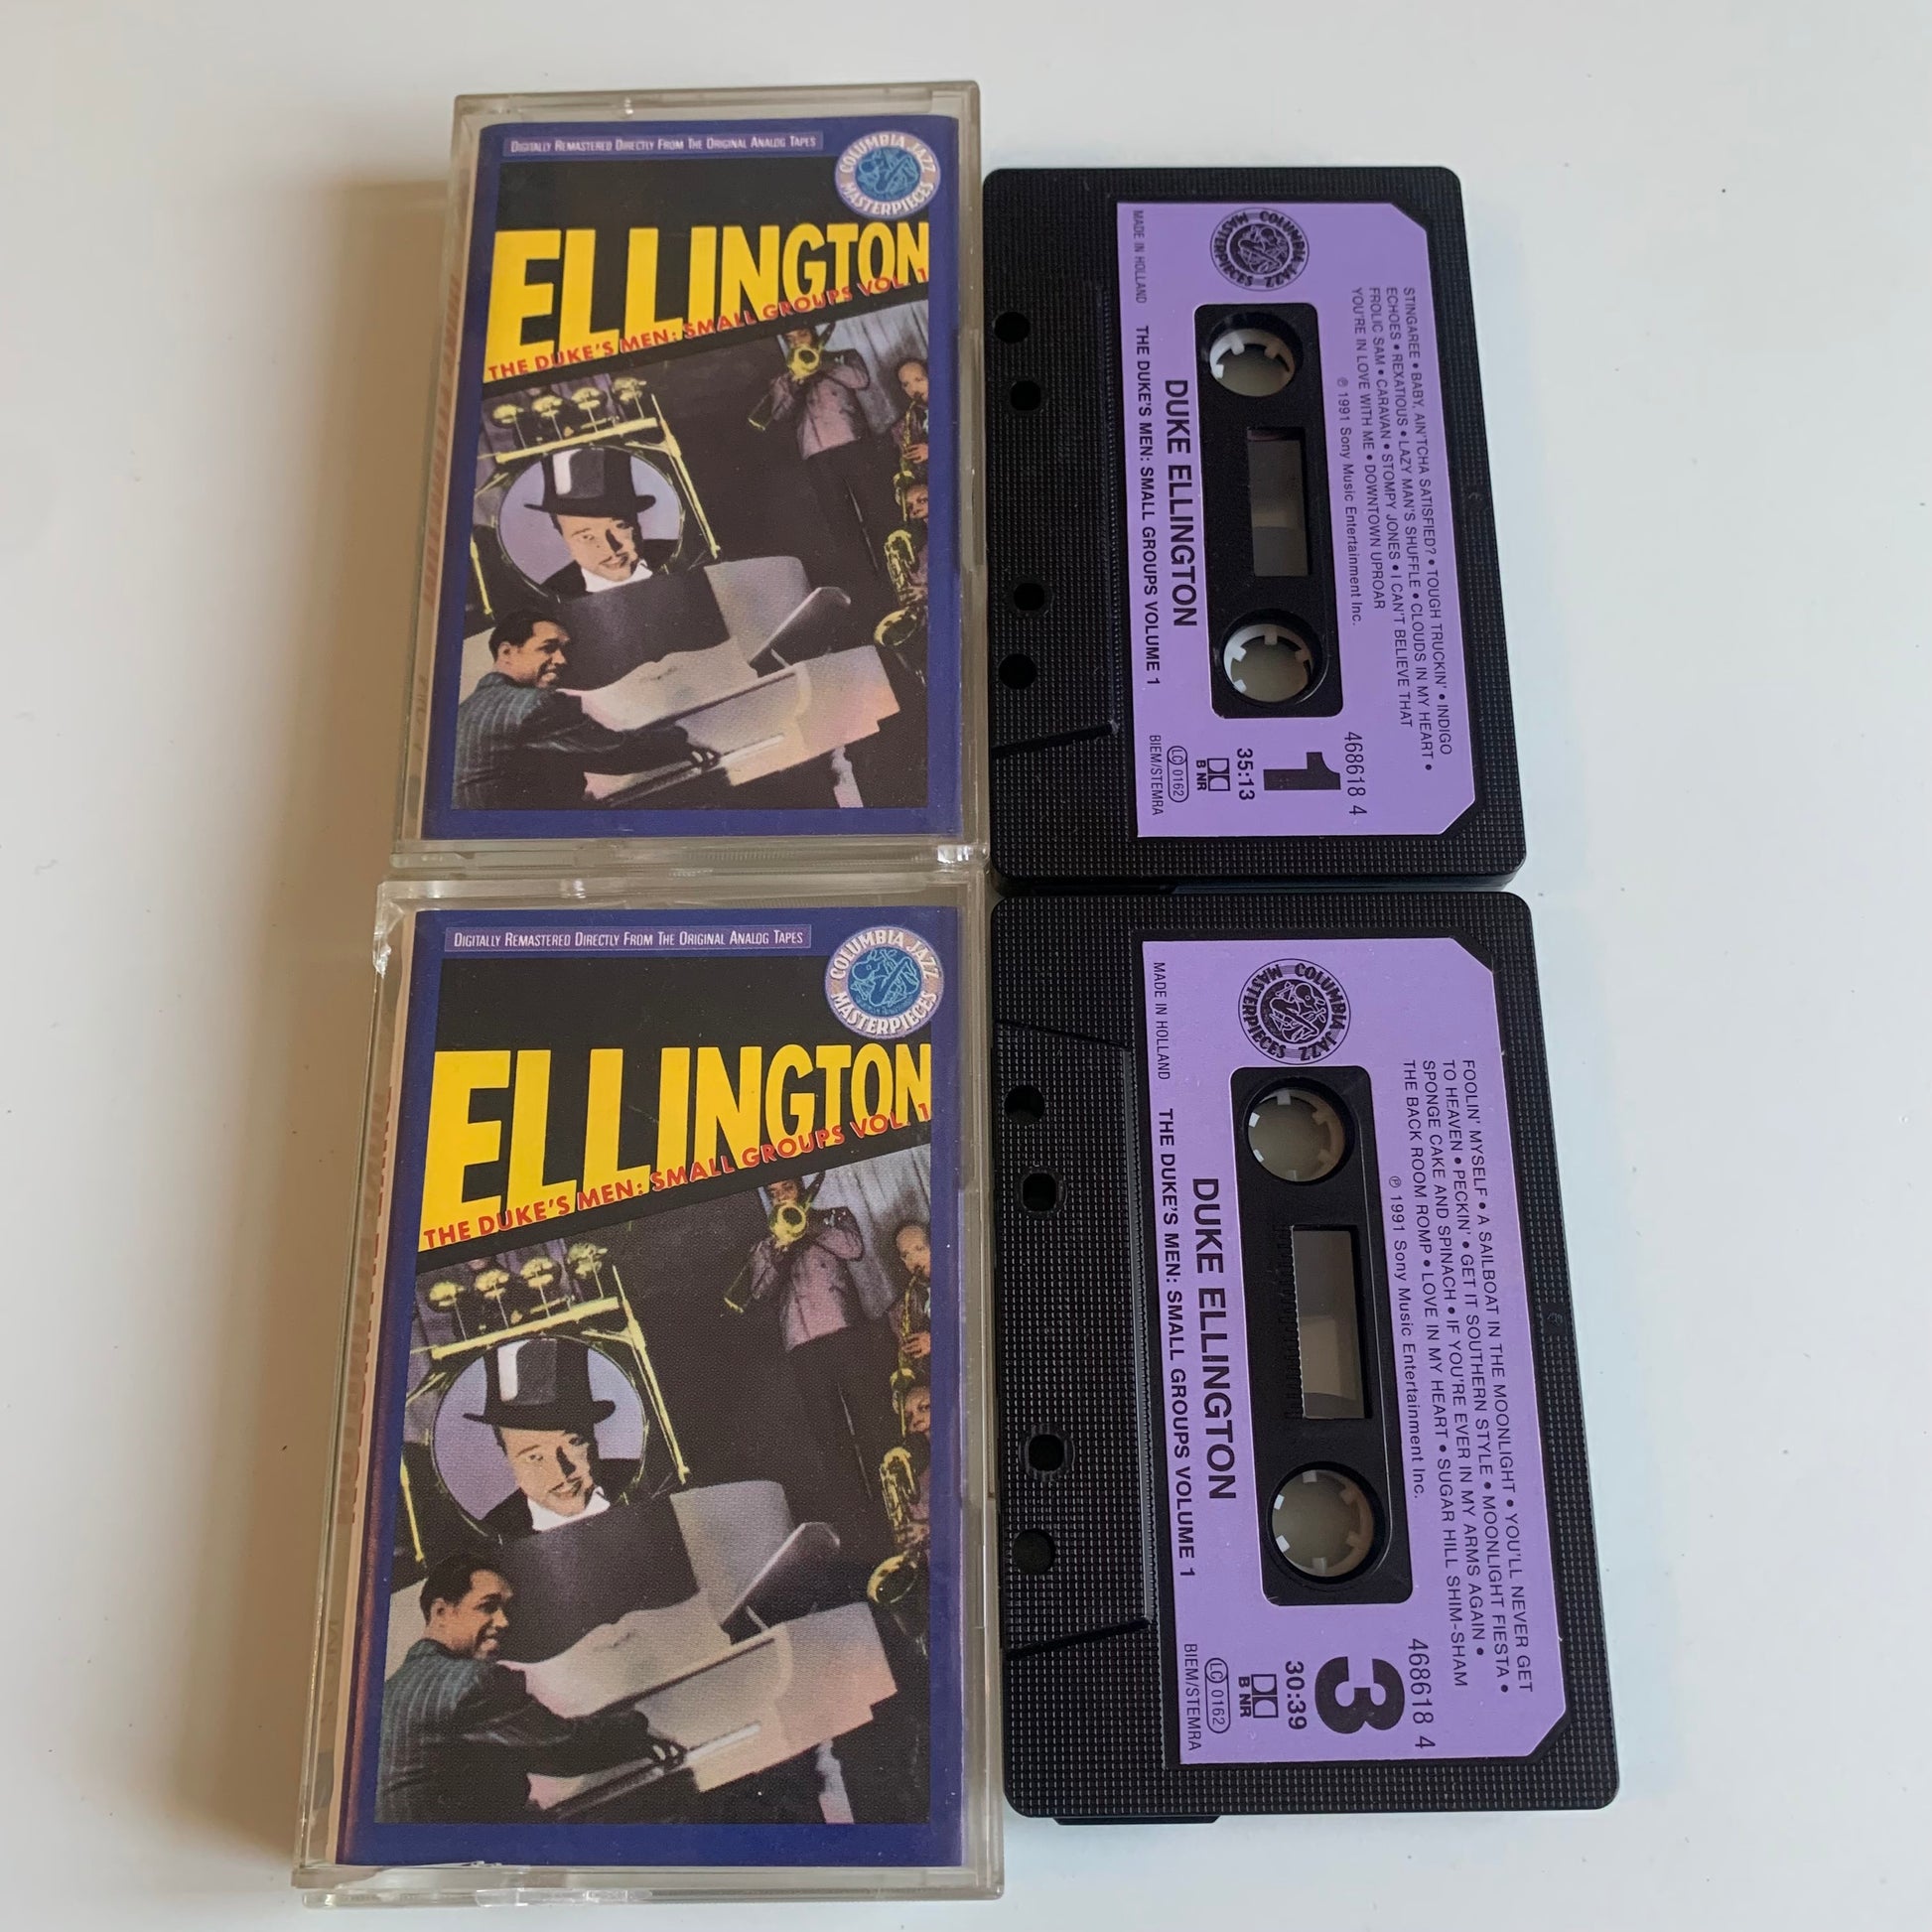 DIGITALLY REMASTERED DIRECTLY FROM THE ORIGINAL ANALOG TAPES
COLUMBIA JAZZ
MASTERPIECES
ELLINGTON
THE DUKE'S MEN: SMALL GROUPS VOL. 1
COLUMBIA JAZZ
MASTERPIECES
STINGAREE • BABY, AIN'TCHA SATISFIED? • TOUGH TRUCKIN' • INDIGO
ECHOES • REXATIOUS • LAZY MAN'S SHUFFLE • CLOUDS IN MY HEART •
FROLIC SAM • CARAVAN • STOMPY JONES • I CAN'T BELIEVE THAT
YOU'RE IN LOVE WITH ME • DOWNTOWN UPROAR
℗ 1991 Sony Music Entertainment Inc.
468618 4
1
35:13
B NR
LC 0162
BIEM/STEMRA
DUKE ELLINGTON
THE DUKE'S MEN: SMALL GROUPS VOLUME 1
MADE IN HOLLAND
DIGITALLY REMASTERED DIRECTLY FROM THE ORIGINAL ANALOG TAPES
COLUMBIA JAZZ
MASTERPIECES
ELLINGTON
THE DUKE'S MEN: SMALL GROUPS VOL. 1
COLUMBIA JAZZ
MASTERPIECES
FOOLIN' MYSELF • A SAILBOAT IN THE MOONLIGHT • YOU'LL NEVER GET
TO HEAVEN • PECKIN' • GET IT SOUTHERN STYLE • MOONLIGHT FIESTA •
SPONGE CAKE AND SPINACH • IF YOU'RE EVER IN MY ARMS AGAIN •
THE BACK ROOM ROMP • LOVE IN MY HEART • SUGAR HILL SHIM-SHAM
℗ 1991 Sony Music Entertainment Inc.
468618 4
3
30:39
B NR
LC 0162
BIEM/STEMRA
DUKE ELLINGTON
THE DUKE'S MEN: SMALL GROUPS VOLUME 1
MADE IN HOLLAND